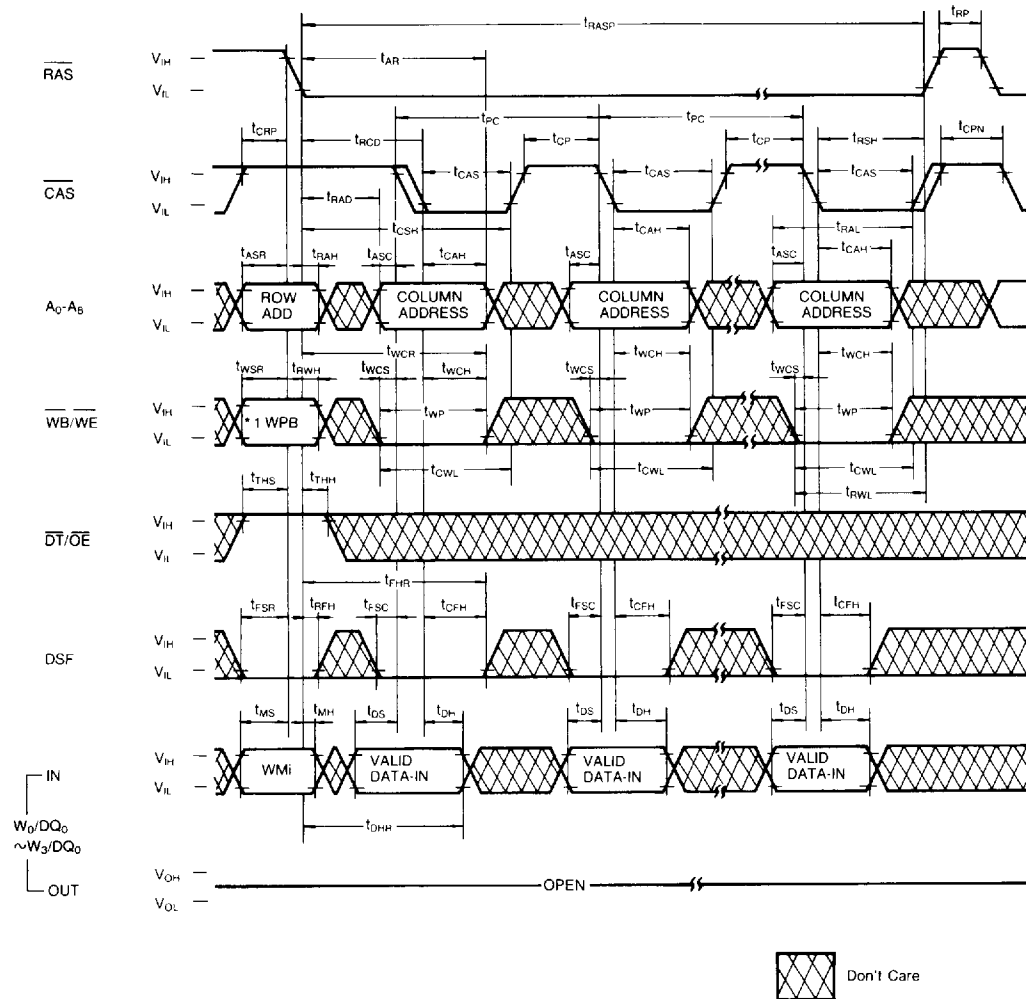 tRASP
tRP
tAR
RAS
VIH
VIL
tPC
tPC
tCRP
tRCD
tCP
tCP
tRSH
tCPN
CAS
VIH
VIL
tCAS
tCAS
tCAS
tRAD
tCSH
tRAL
tASR
tRAH
tASC
tCAH
tASC
tCAH
tASC
tCAH
A0-A8
VIH
VIL
ROW ADD
COLUMN ADDRESS
COLUMN ADDRESS
COLUMN ADDRESS
tWCR
tWSR
tRWH
tWCS
tWCH
tWCS
tWCH
tWCS
tWCH
WB/WE
VIH
VIL
*1 WPB
tWP
tWP
tWP
tCWL
tCWL
tCWL
tRWL
tTHS
tTHH
DT/OE
VIH
VIL
tFHR
tFSR
tRFH
tFSC
tCFH
tFSC
tCFH
tFSC
tCFH
DSF
VIH
VIL
tMS
tMH
tDS
tDH
tDS
tDH
tDS
tDH
IN
VIH
VIL
WMi
VALID DATA-IN
VALID DATA-IN
VALID DATA-IN
tDHR
W0/DQ0
~W3/DQ0
OUT
VOH
VOL
OPEN
Don't Care